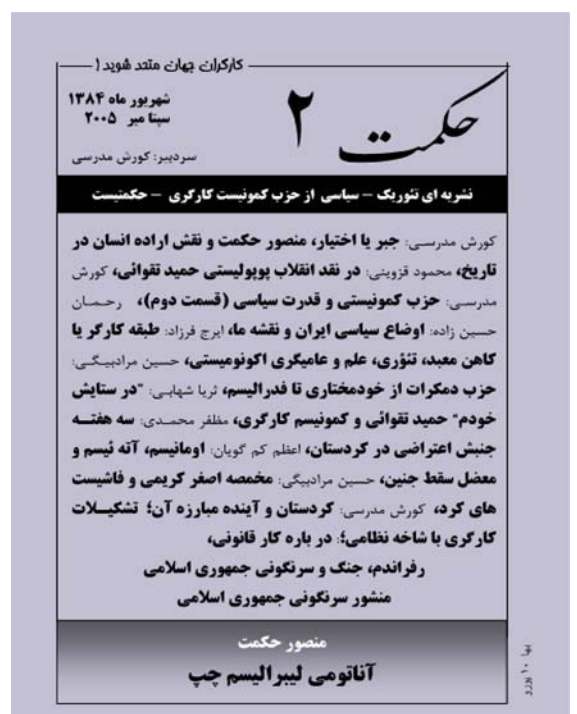 کارگران جهان متحد شوید!
حکمت ۲
شهریور ماه ۱۳۸۴
سپتا میر ۲۰۰۵
سردبیر: کورش مدرسی
نشریه ای تئوریک – سیاسی از حزب کمونیست کارگری – حکمتیست
کورش مدرسی: جبر یا اختیار، منصور حکمت و نقش اراده انسان در
تاریخ، محمود قزوینی: در نقد انقلاب پوپولیستی حمید تقوائی، کورش
مدرسی: حزب کمونیستی و قدرت سیاسی (قسمت دوم)، رحمان
حسین زاده: اوضاع سیاسی ایران و نقشه ما، ایرج فرزاد: طبقه کارگر یا
کاهن معبد، تئؤری، علم و عامیگری اکونومیستی، حسین مرادبیگی:
حزب دمکرات از خودمختاری تا فدرالیسم، ثریا شهابی: "در ستایش
خودم" حمید تقوائی و کمونیسم کارگری، مظفر محمدی: سه هفته
جنبش اعتراضی در کردستان، اعظم کم گویان: اومانیسم، آته ئیسم و
معضل سقط جنین، حسین مرادبیگی: مخمصه اصغر کریمی و فاشیست
های کرد، کورش مدرسی: کردستان و آینده مبارزه آن؛ تشکیلات
کارگری با شاخه نظامی؛ در باره کار قانونی،
رفراندم، جنگ و سرنگونی جمهوری اسلامی
منشور سرنگونی جمهوری اسلامی
منصور حکمت
آناتومی لیبرالیسم چپ
بها ۱۰ یورو